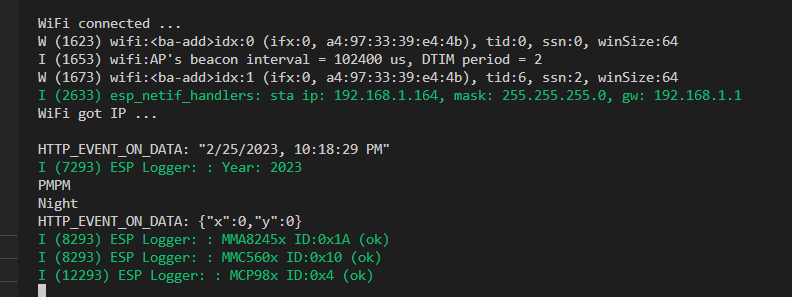 WiFi connected ...
W (1623) wifi:<ba-add>idx:0 (ifx:0, a4:97:33:39:e4:4b), tid:0, ssn:0, winSize:64
I (1653) wifi:AP's beacon interval = 102400 us, DTIM period = 2
W (1673) wifi:<ba-add>idx:1 (ifx:0, a4:97:33:39:e4:4b), tid:6, ssn:2, winSize:64
I (2633) esp_netif_handlers: sta ip: 192.168.1.164, mask: 255.255.255.0, gw: 192.168.1.1
WiFi got IP ...
HTTP_EVENT_ON_DATA: "2/25/2023, 10:18:29 PM"
I (7293) ESP Logger: : Year: 2023
PMPM
Night
HTTP_EVENT_ON_DATA: {"x":0,"y":0}
I (8293) ESP Logger: : MMA8245x ID:0x1A (ok)
I (8293) ESP Logger: : MMC560x ID:0x10 (ok)
I (12293) ESP Logger: : MCP98x ID:0x4 (ok)